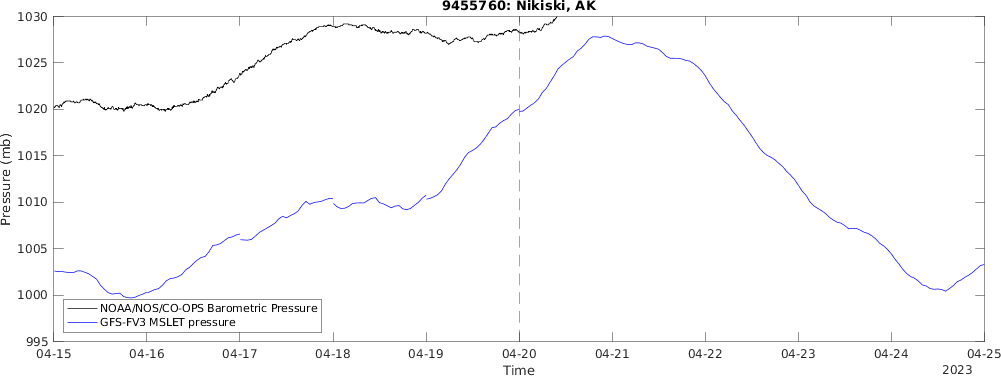 9455760: Nikiski, AK
1030
1025
1020
1015
1010
1005
1000
995
Pressure (mb)
NOAA/NOS/CO-OPS Barometric Pressure
GFS-FV3 MSLET pressure
04-15 04-16 04-17 04-18 04-19 04-20 04-21 04-22 04-23 04-24 04-25
Time
2023